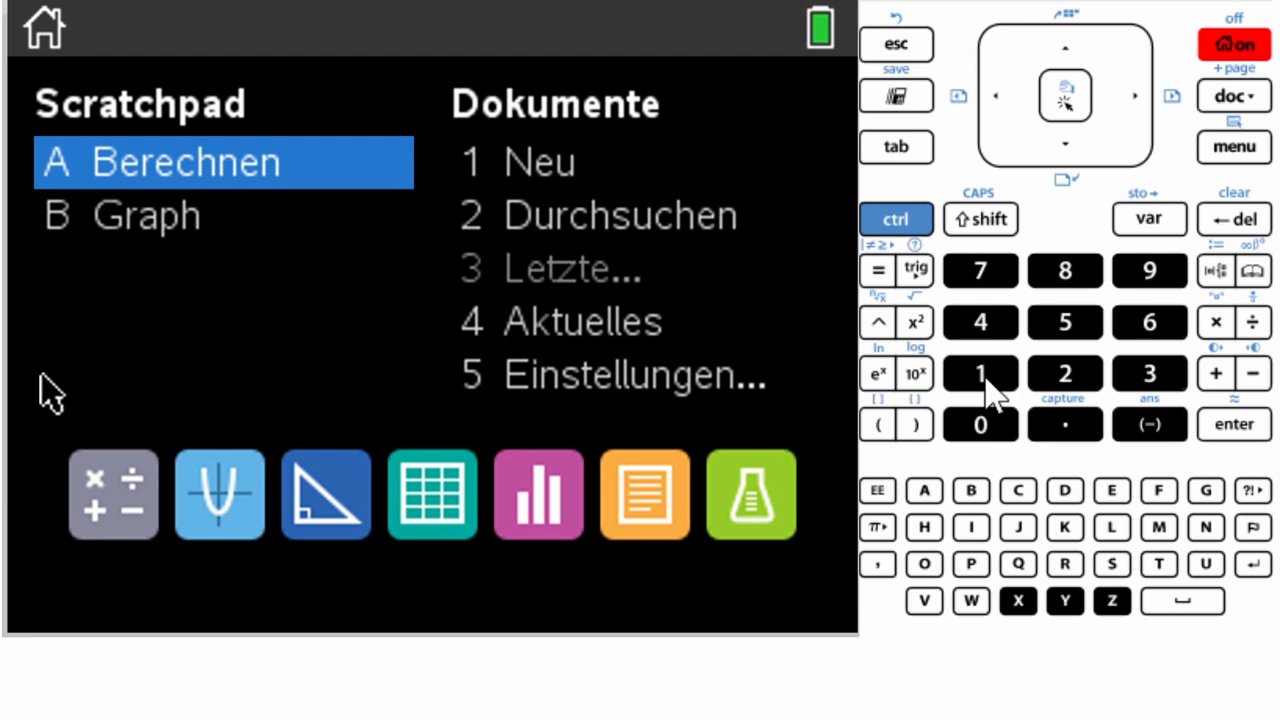 Scratchpad
A Berechnen
B Graph
Dokumente
1 Neu
2 Durchsuchen
3 Letzte...
4 Aktuelles
5 Einstellungen...
off
esc
on
save
+ page
doc
tab
menu
CAPS
sto
clear
ctrl
shift
var
del
= trig 7 8 9
^ x² 4 5 6 × ÷
ln log
eˣ 10ˣ 1 2 3 + −
[ ] { } capture ans ≈
( ) 0 . (−) enter
EE A B C D E F G ?!
π H I J K L M N
, O P Q R S T U
V W X Y Z